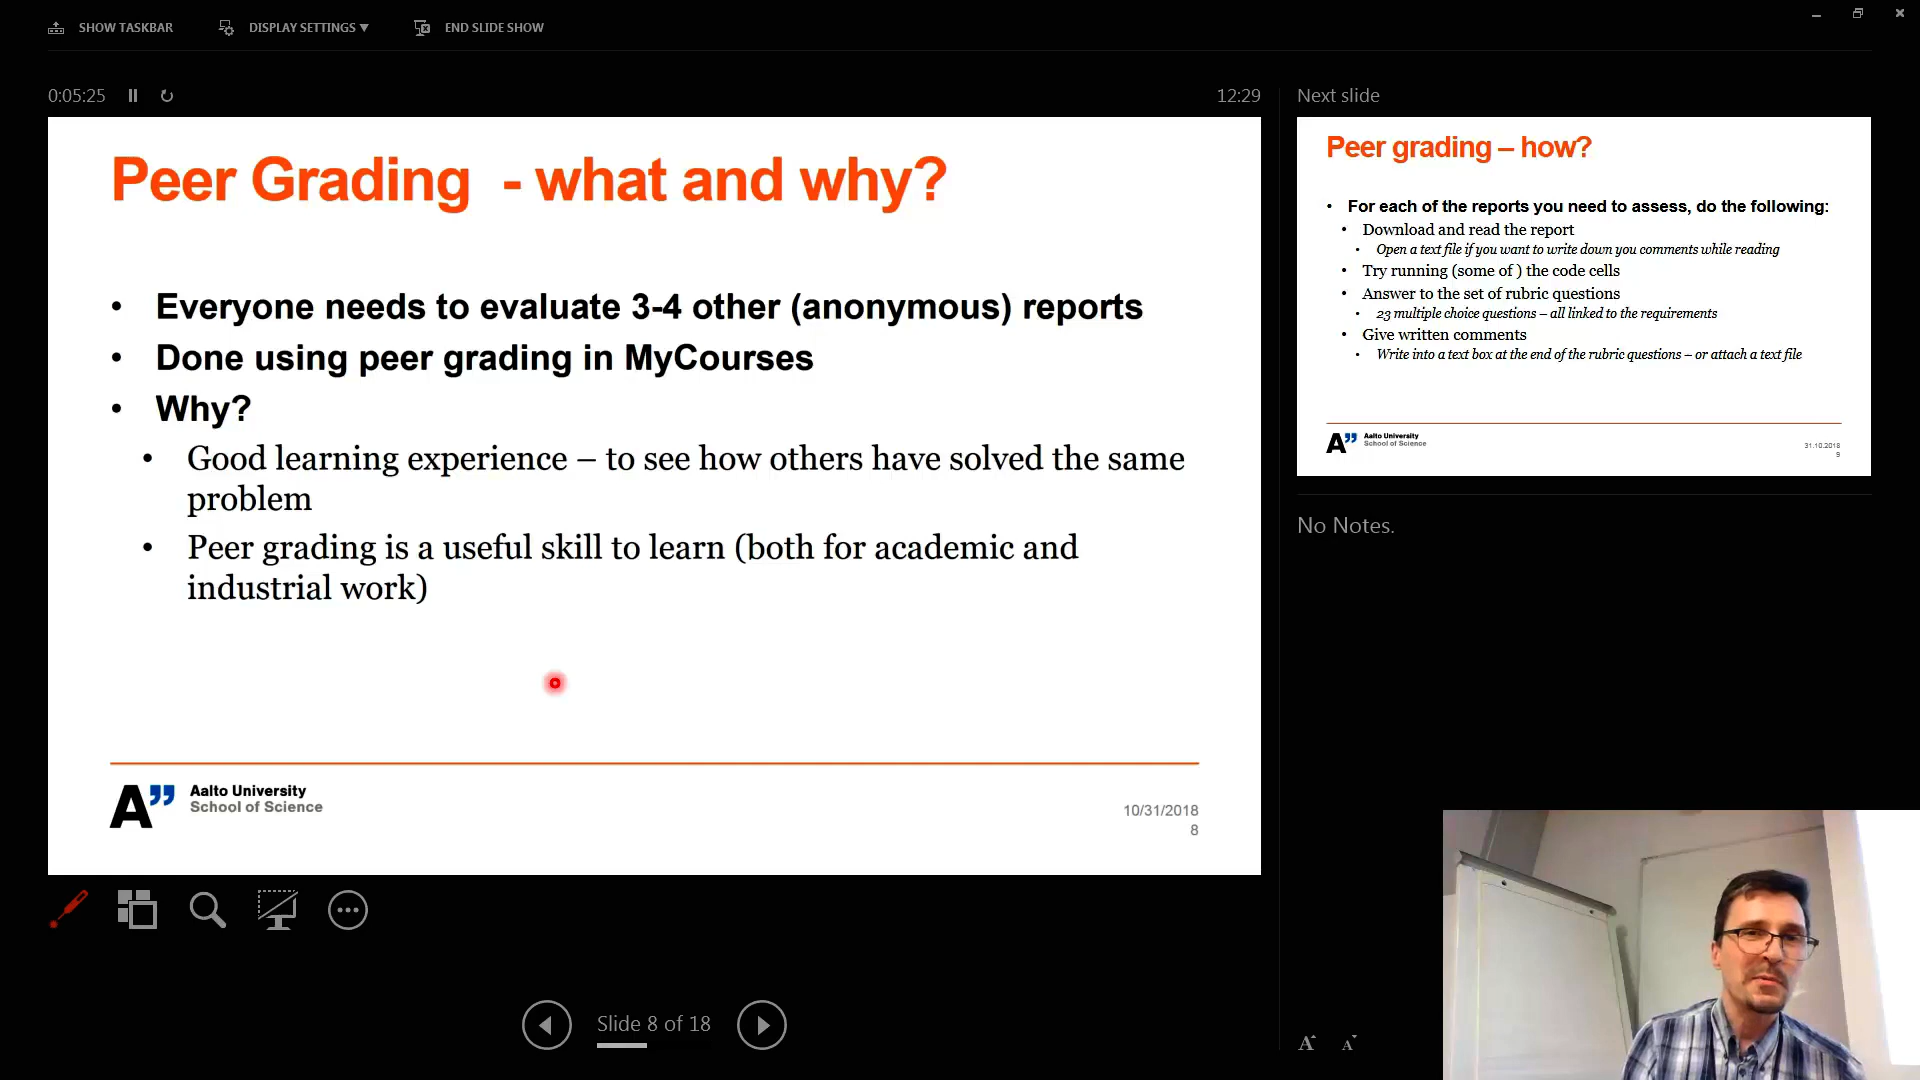 SHOW TASKBAR
DISPLAY SETTINGS ▼
END SLIDE SHOW
0:05:25
12:29
Next slide
Peer Grading - what and why?
• Everyone needs to evaluate 3-4 other (anonymous) reports
• Done using peer grading in MyCourses
• Why?
• Good learning experience – to see how others have solved the same
problem
• Peer grading is a useful skill to learn (both for academic and
industrial work)
A”
Aalto University
School of Science
10/31/2018
8
Peer grading – how?
• For each of the reports you need to assess, do the following:
• Download and read the report
• Open a text file if you want to write down you comments while reading
• Try running (some of ) the code cells
• Answer to the set of rubric questions
• 23 multiple choice questions – all linked to the requirements
• Give written comments
• Write into a text box at the end of the rubric questions – or attach a text file
A”
Aalto University
School of Science
31.10.2018
9
No Notes.
Slide 8 of 18
A A